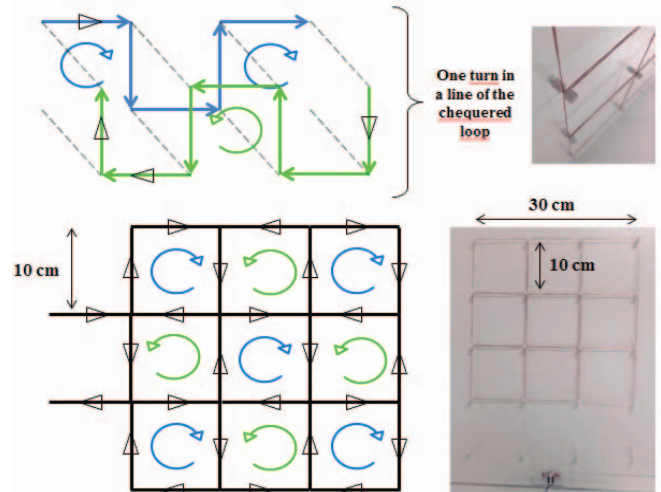 One turn in
a line of the
chequered
loop
30 cm
10 cm
10 cm